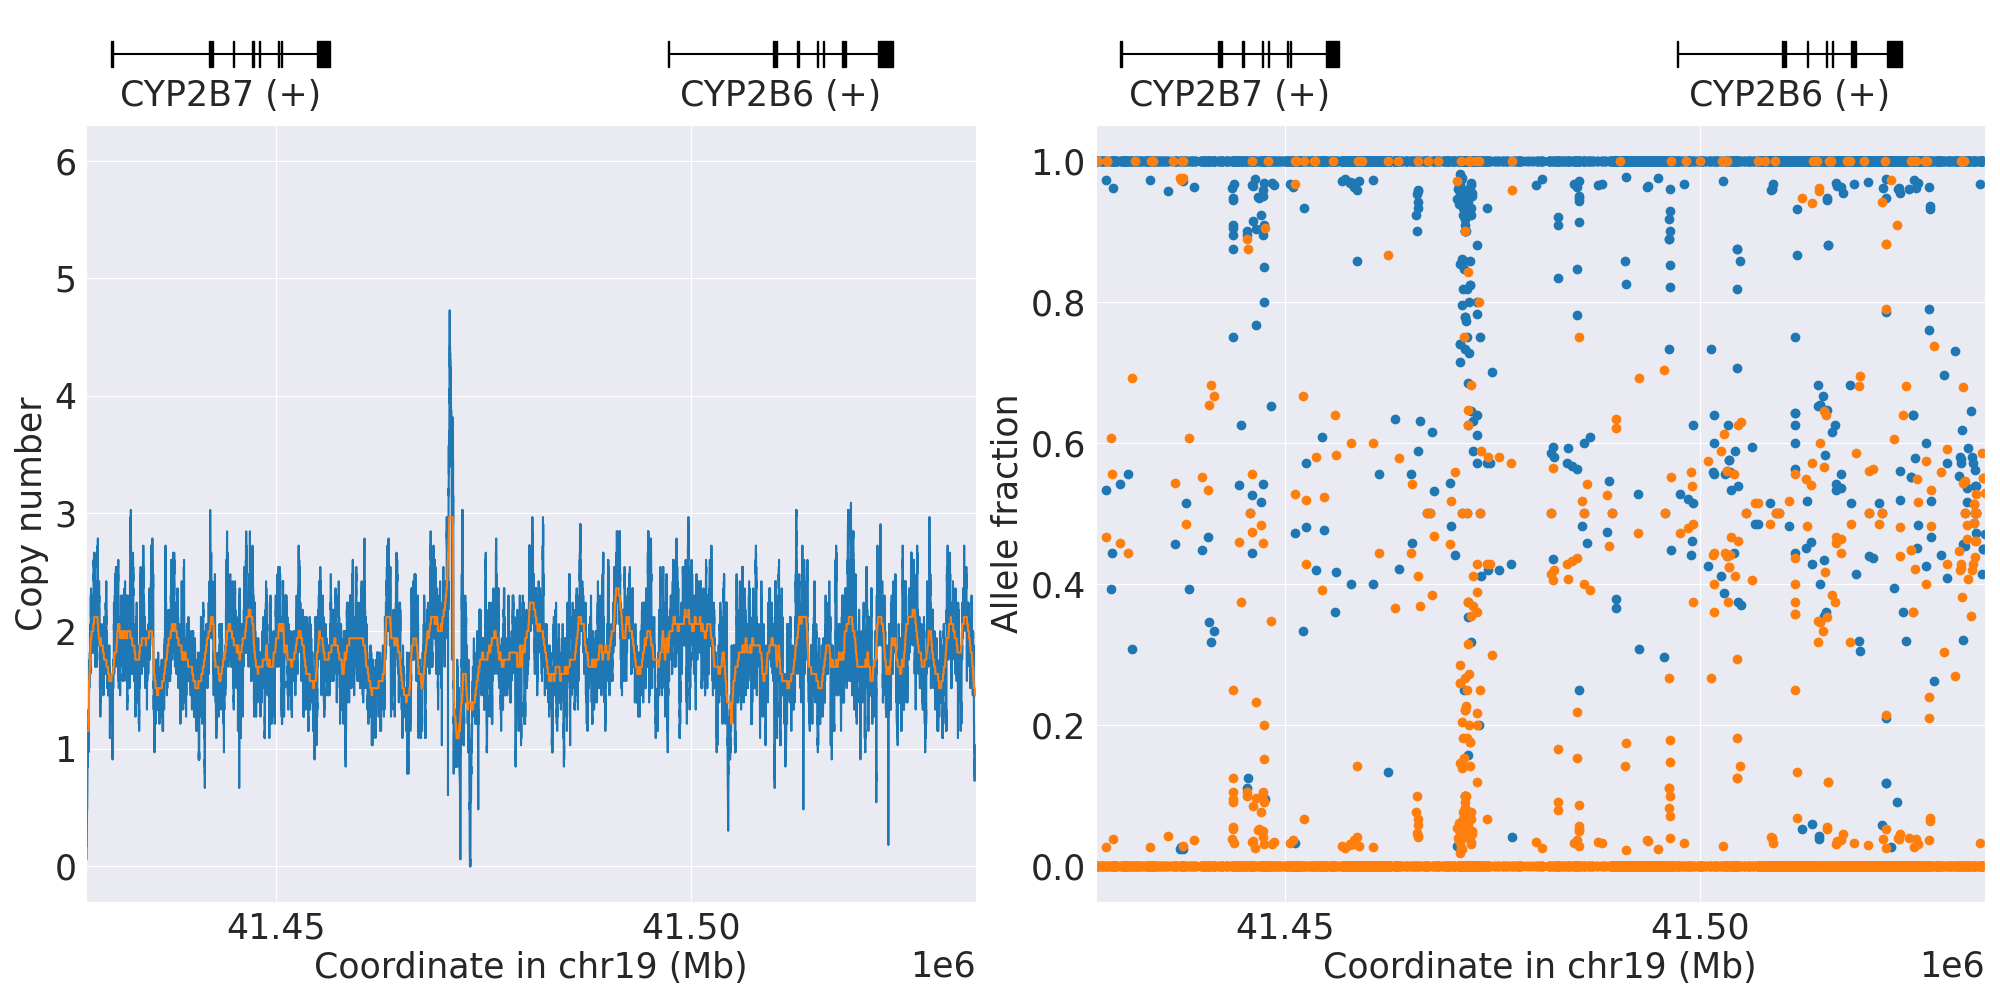 CYP2B7 (+)
CYP2B6 (+)
6
5
4
3
2
1
0
Copy number
41.45
41.50
Coordinate in chr19 (Mb)
1e6
CYP2B7 (+)
CYP2B6 (+)
1.0
0.8
0.6
0.4
0.2
0.0
Allele fraction
41.45
41.50
Coordinate in chr19 (Mb)
1e6